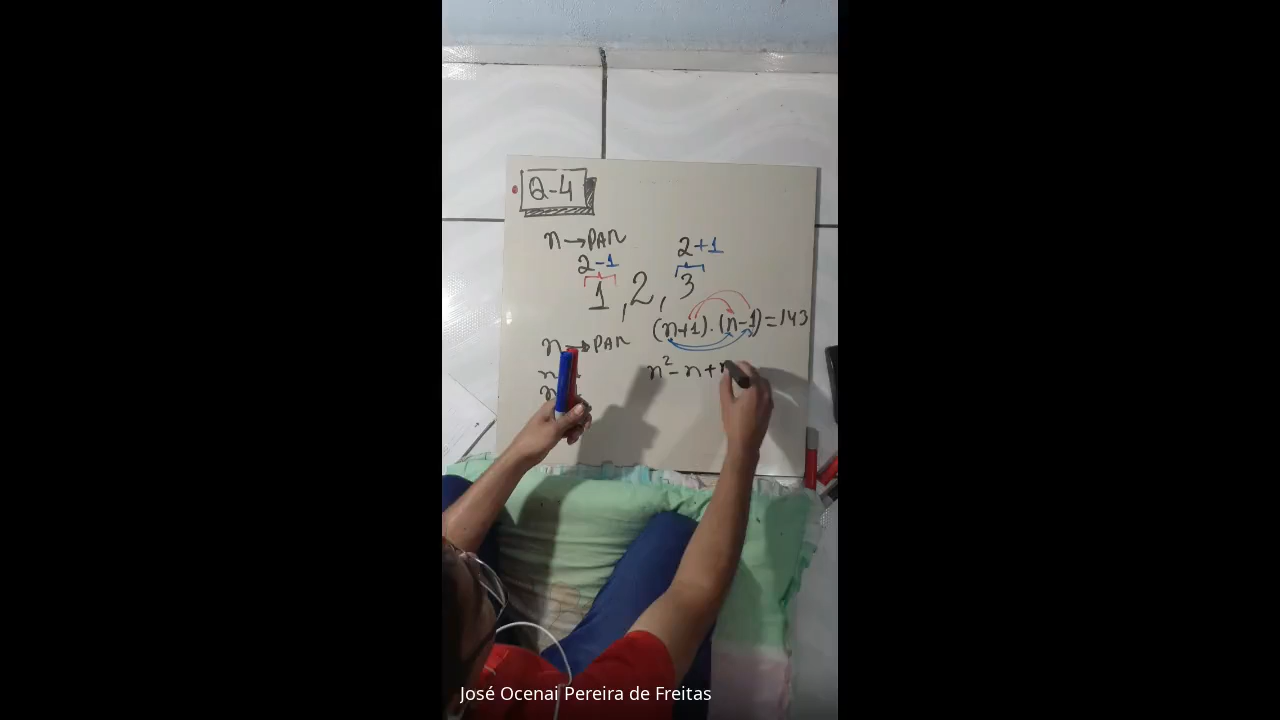 Q-4
n→PAR
2-1
2+1
1, 2, 3
(n+1).(n-1)=143
n→PAR
n²-n+n
n
n
José Ocenai Pereira de Freitas